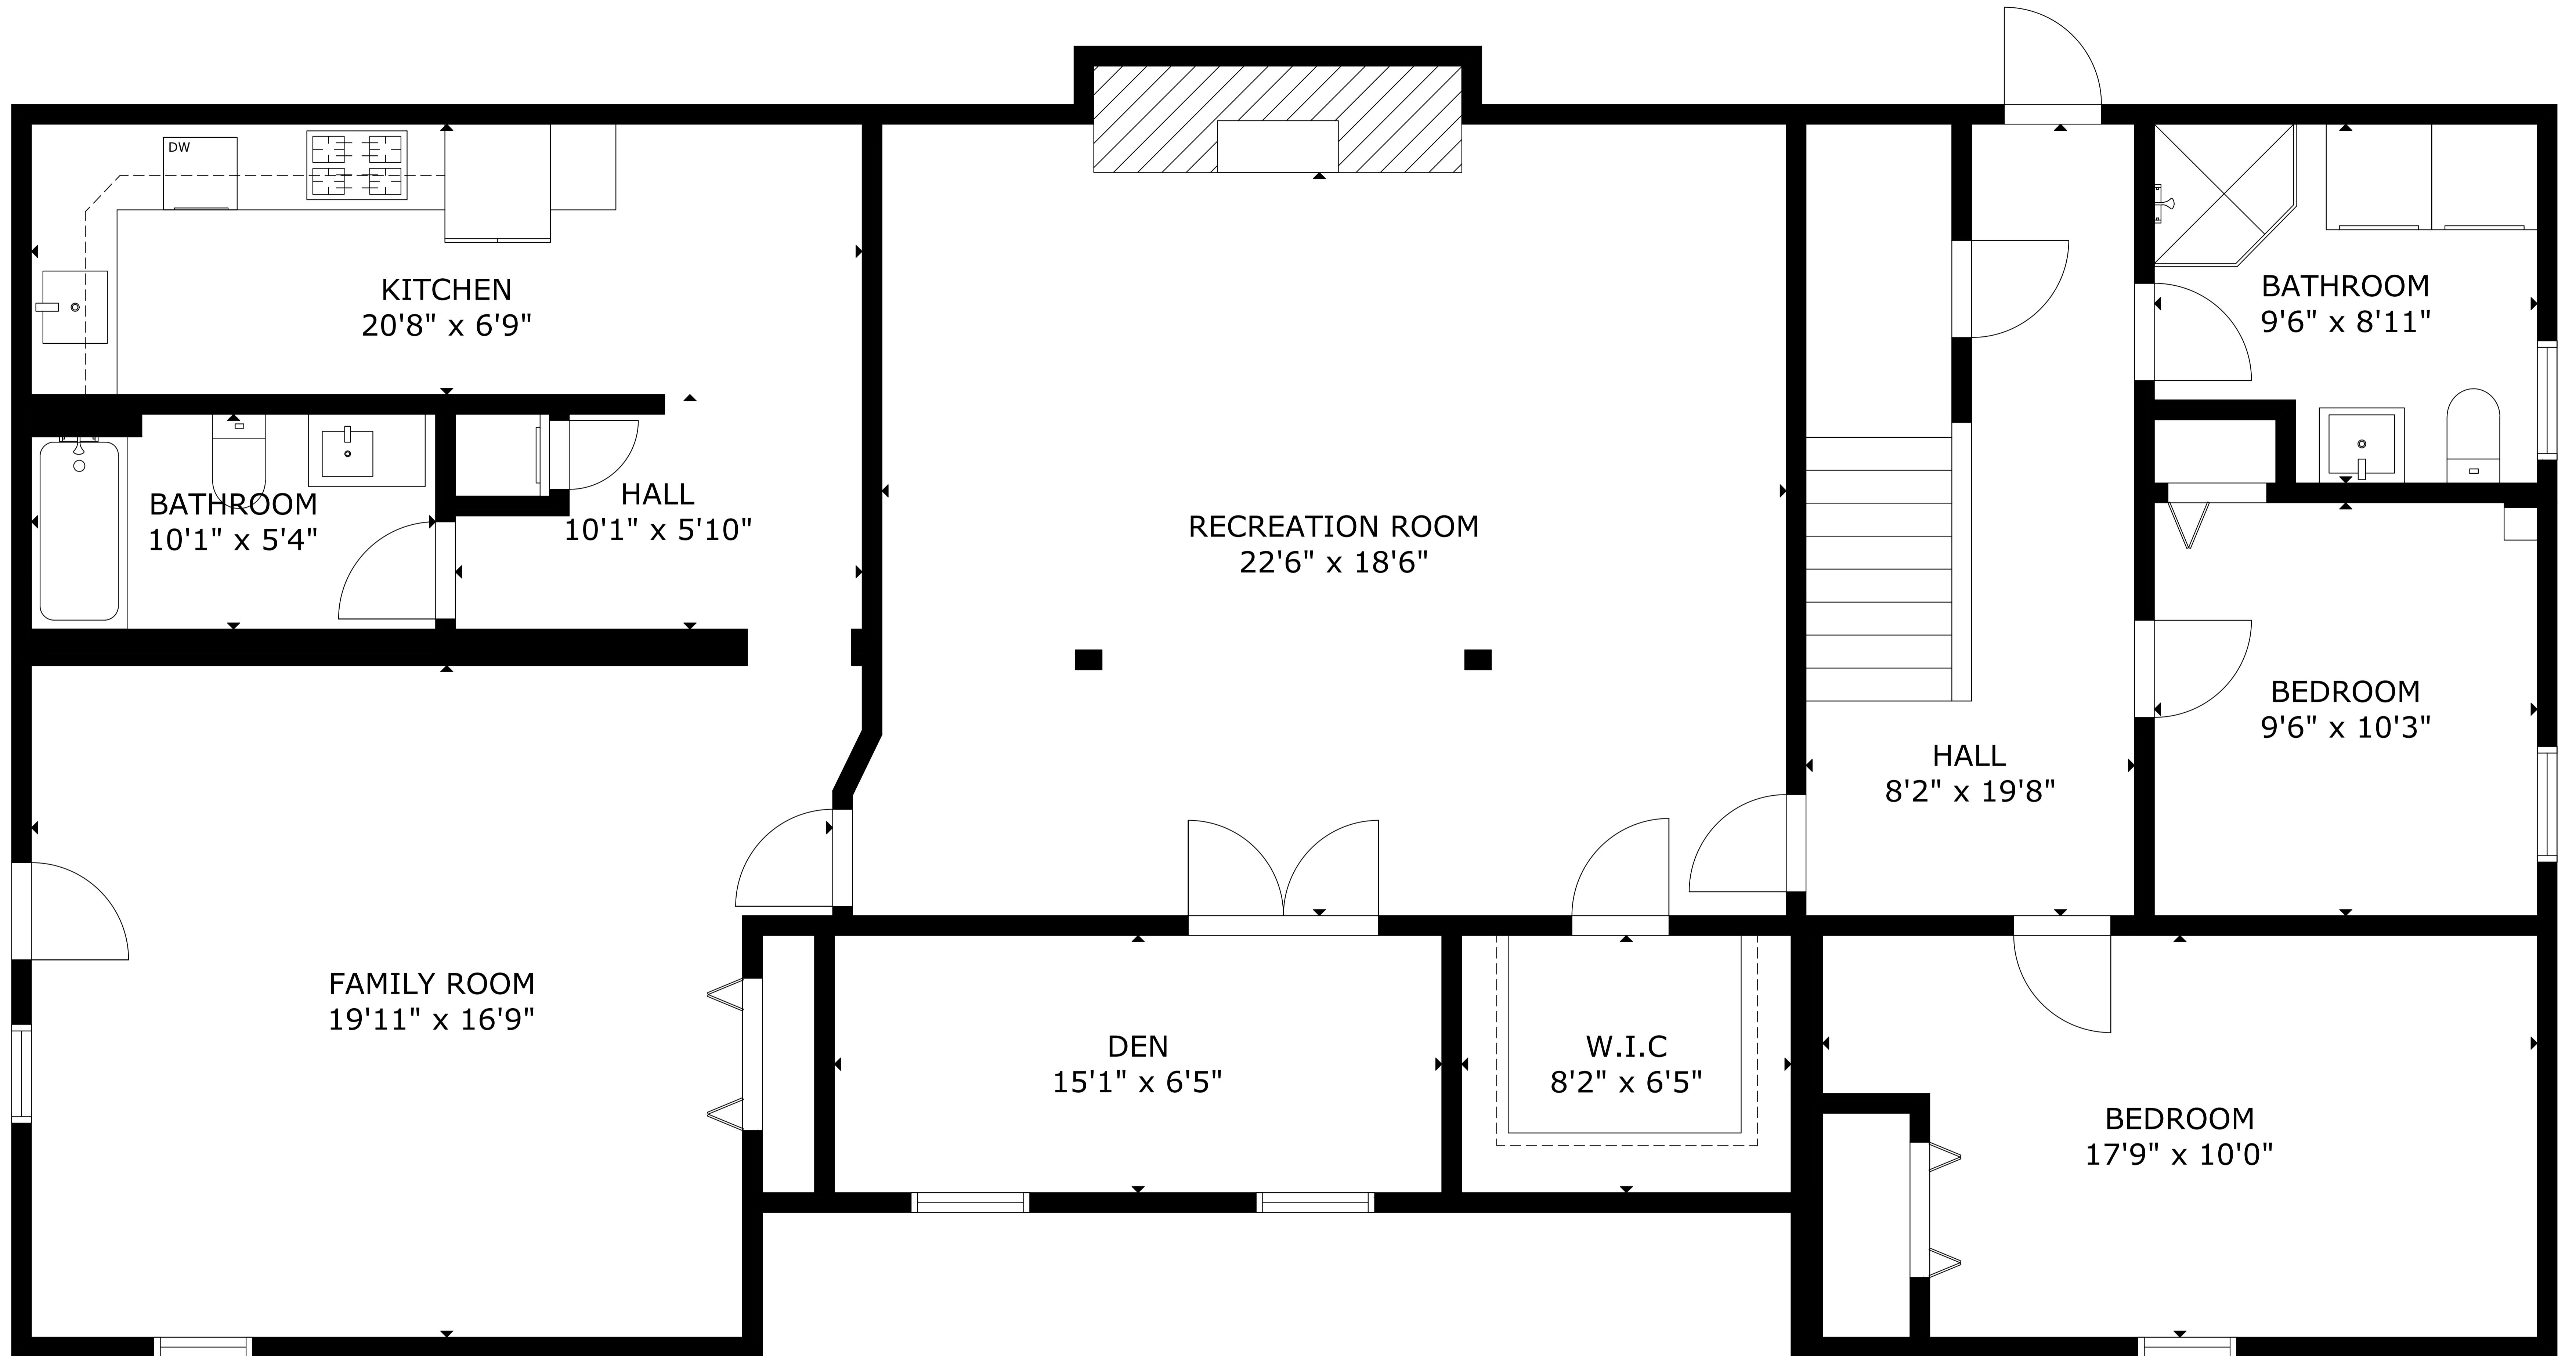 DW
KITCHEN
20'8" x 6'9"
BATHROOM
9'6" x 8'11"
BATHROOM
10'1" x 5'4"
HALL
10'1" x 5'10"
RECREATION ROOM
22'6" x 18'6"
BEDROOM
9'6" x 10'3"
HALL
8'2" x 19'8"
FAMILY ROOM
19'11" x 16'9"
DEN
15'1" x 6'5"
W.I.C
8'2" x 6'5"
BEDROOM
17'9" x 10'0"